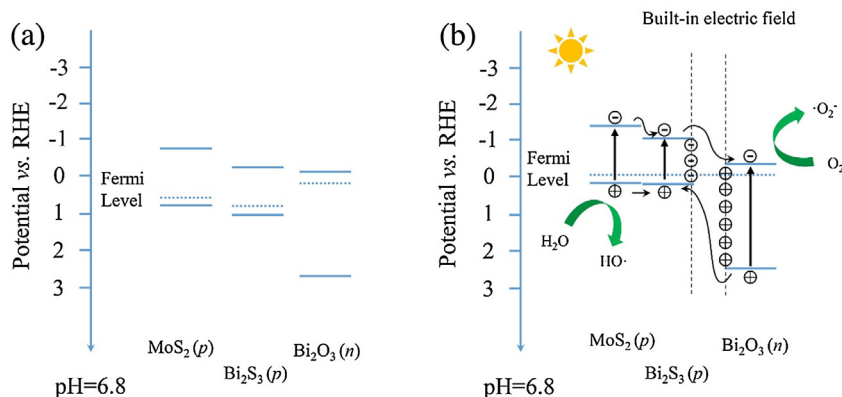 (a)
Potential vs. RHE
-3
-2
-1
0
1
2
3
Fermi
Level
MoS₂ (p)
Bi₂S₃ (p)
Bi₂O₃ (n)
pH=6.8
(b)
Built-in electric field
Potential vs. RHE
-3
-2
-1
0
1
2
3
Fermi
Level
·O₂⁻
O₂
H₂O
HO·
MoS₂ (p)
Bi₂S₃ (p)
Bi₂O₃ (n)
pH=6.8